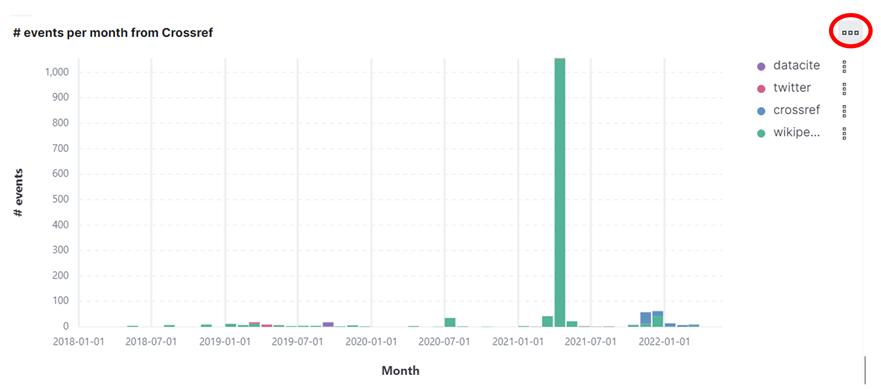 # events per month from Crossref
1,000
900
800
700
600
500
400
300
200
100
0
# events
2018-01-01 2018-07-01 2019-01-01 2019-07-01 2020-01-01 2020-07-01 2021-01-01 2021-07-01 2022-01-01
Month
datacite
twitter
crossref
wikipe...